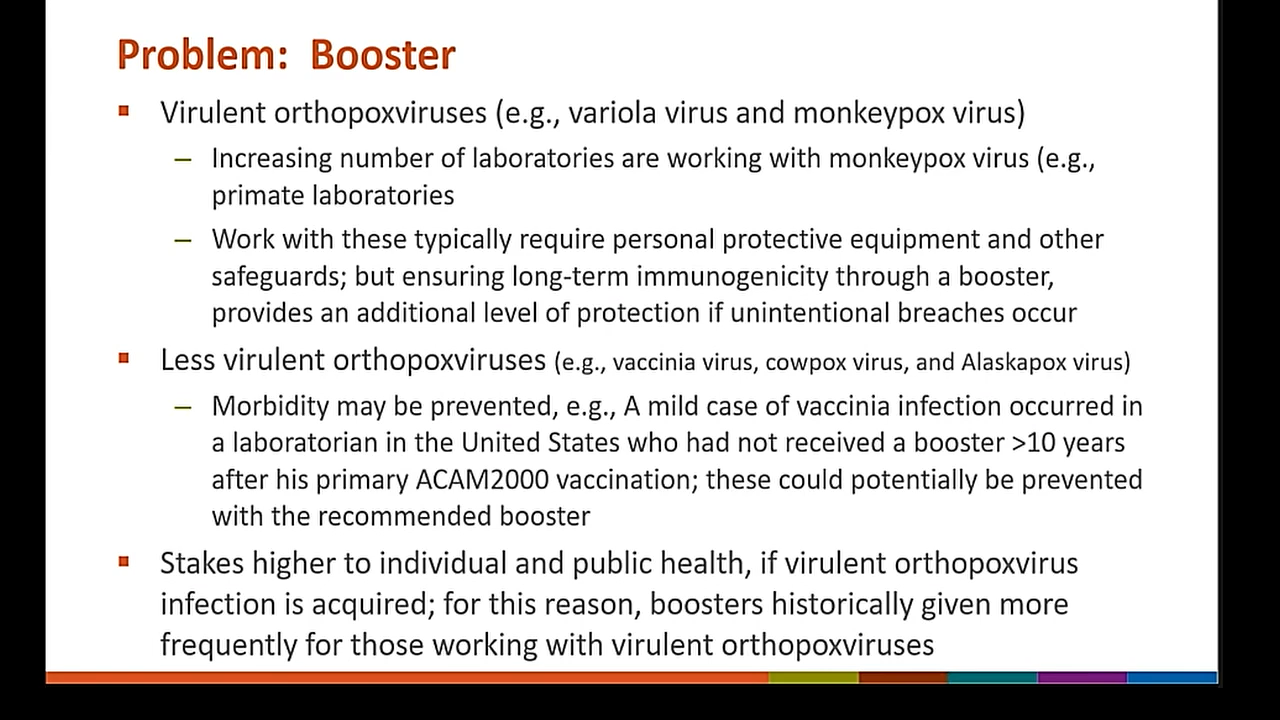 Problem:  Booster
▪ Virulent orthopoxviruses (e.g., variola virus and monkeypox virus)
– Increasing number of laboratories are working with monkeypox virus (e.g.,
primate laboratories
– Work with these typically require personal protective equipment and other
safeguards; but ensuring long-term immunogenicity through a booster,
provides an additional level of protection if unintentional breaches occur
▪ Less virulent orthopoxviruses (e.g., vaccinia virus, cowpox virus, and Alaskapox virus)
– Morbidity may be prevented, e.g., A mild case of vaccinia infection occurred in
a laboratorian in the United States who had not received a booster >10 years
after his primary ACAM2000 vaccination; these could potentially be prevented
with the recommended booster
▪ Stakes higher to individual and public health, if virulent orthopoxvirus
infection is acquired; for this reason, boosters historically given more
frequently for those working with virulent orthopoxviruses